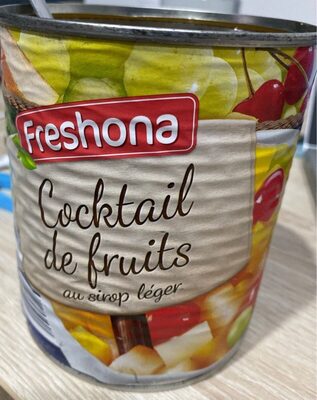 Freshona
Cocktail
de fruits
au sirop léger